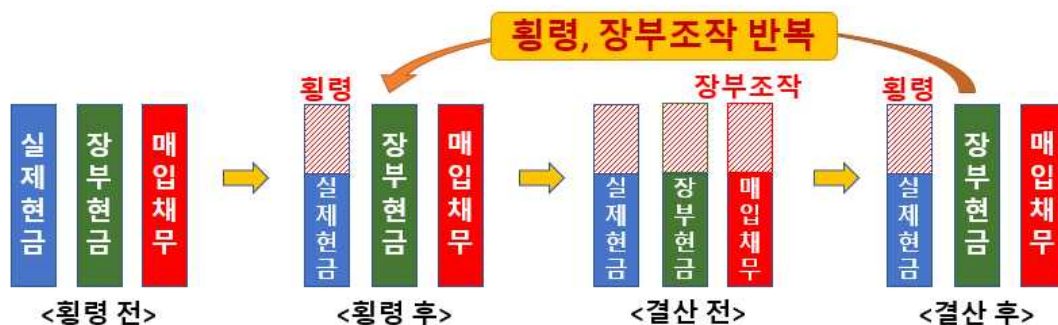 횡령, 장부조작 반복
횡령
장부조작
횡령
실제현금
장부현금
매입채무
실제현금
장부현금
매입채무
실제현금
장부현금
매입채무
실제현금
장부현금
매입채무
<횡령 전>
<횡령 후>
<결산 전>
<결산 후>